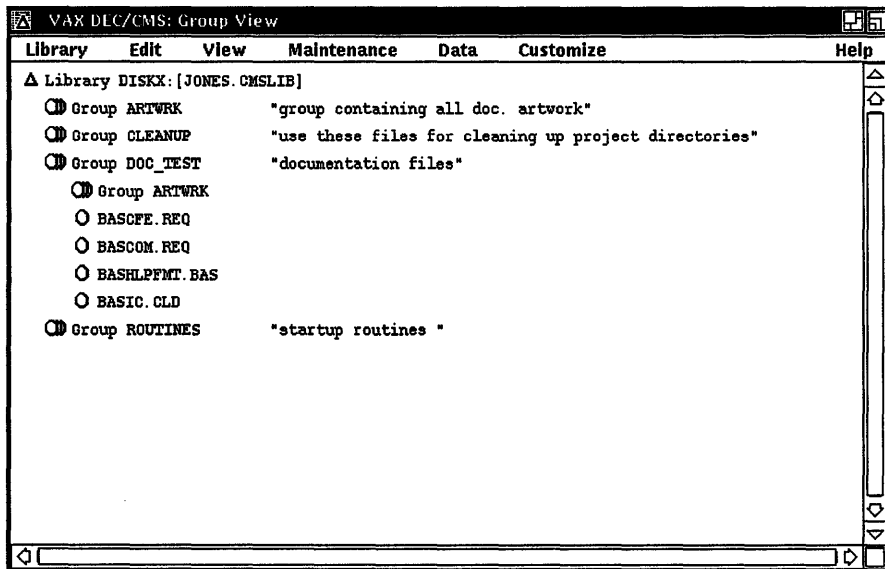 VAX DEC/CMS: Group View
Library Edit View Maintenance Data Customize Help
Library DISKX:[JONES.CMSLIB]
Group ARTWRK "group containing all doc. artwork"
Group CLEANUP "use these files for cleaning up project directories"
Group DOC_TEST "documentation files"
Group ARTWRK
BASCFE.REQ
BASCOM.REQ
BASHLPFMT.BAS
BASIC.CLD
Group ROUTINES "startup routines "